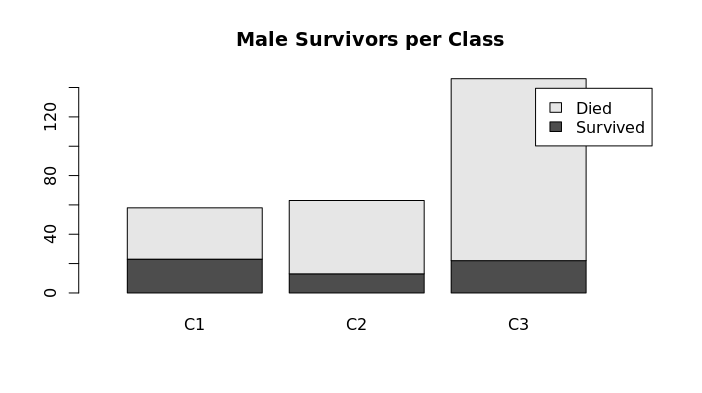 Male Survivors per Class
Died
Survived
120
80
40
0
C1 C2 C3